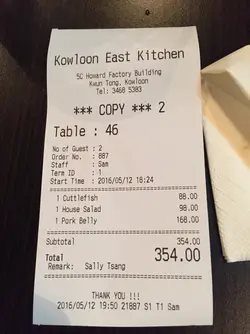 Kowloon East Kitchen
5C Howard Factory Building
Kwun Tong, Kowloon
Tel: 3460 5383
*** COPY *** 2
Table : 46
No of Guest : 2
Order No. : 887
Staff : Sam
Term ID : 1
Start Time : 2016/05/12 18:24
1 Cuttlefish 88.00
1 House Salad 98.00
1 Pork Belly 168.00
Subtotal 354.00
Total 354.00
Remark: Sally Tsang
THANK YOU !!!
2016/05/12 19:50 21887 S1 T1 Sam